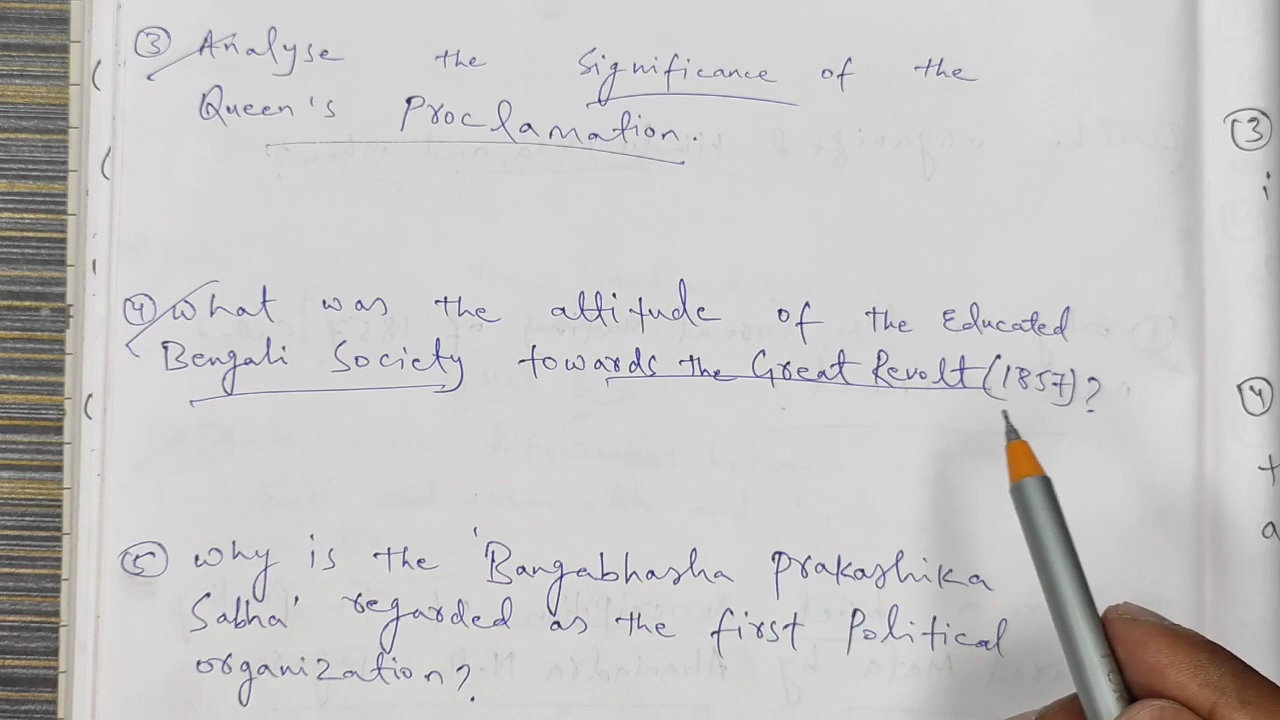 ③ Analyse the Significance of the
Queen's Proclamation.
④ What was the attitude of the Educated
Bengali Society towards the Great Revolt (1857)?
⑤ Why is the 'Bangabhasha Prakashika
Sabha' regarded as the first Political
organization?
③
i
④
t
a